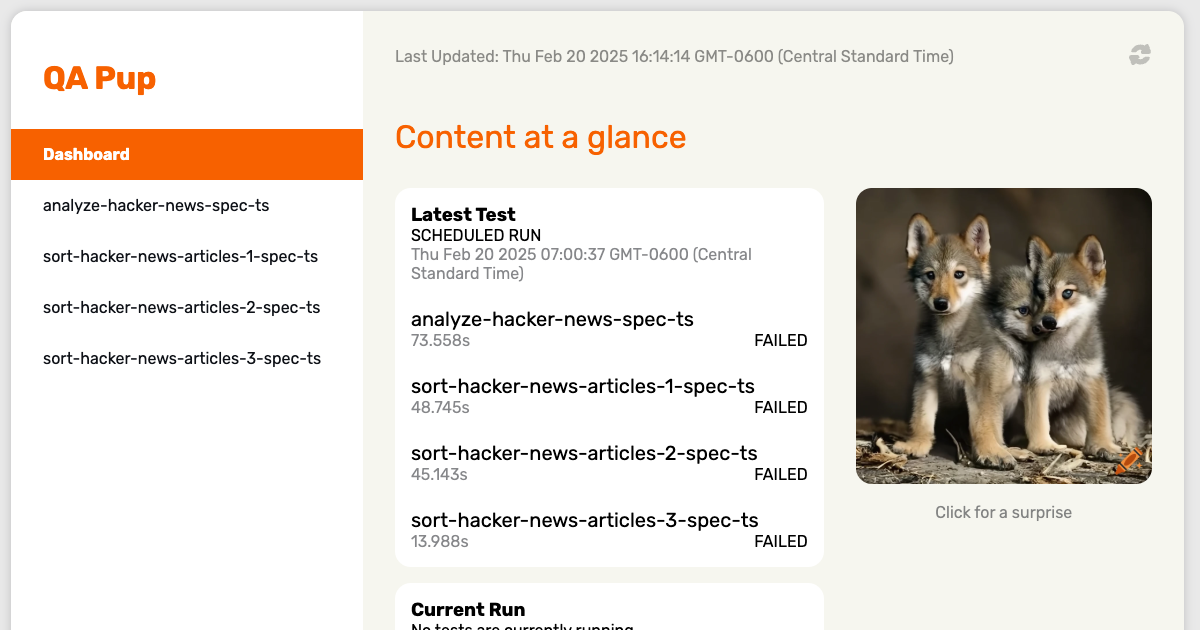 QA Pup
Dashboard
analyze-hacker-news-spec-ts
sort-hacker-news-articles-1-spec-ts
sort-hacker-news-articles-2-spec-ts
sort-hacker-news-articles-3-spec-ts
Last Updated: Thu Feb 20 2025 16:14:14 GMT-0600 (Central Standard Time)
Content at a glance
Latest Test
SCHEDULED RUN
Thu Feb 20 2025 07:00:37 GMT-0600 (Central
Standard Time)
analyze-hacker-news-spec-ts
73.558s FAILED
sort-hacker-news-articles-1-spec-ts
48.745s FAILED
sort-hacker-news-articles-2-spec-ts
45.143s FAILED
sort-hacker-news-articles-3-spec-ts
13.988s FAILED
Current Run
No tests are currently running
Click for a surprise